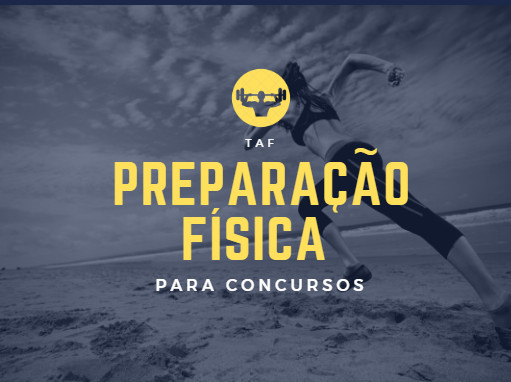 TAF
PREPARAÇÃO
FÍSICA
PARA CONCURSOS